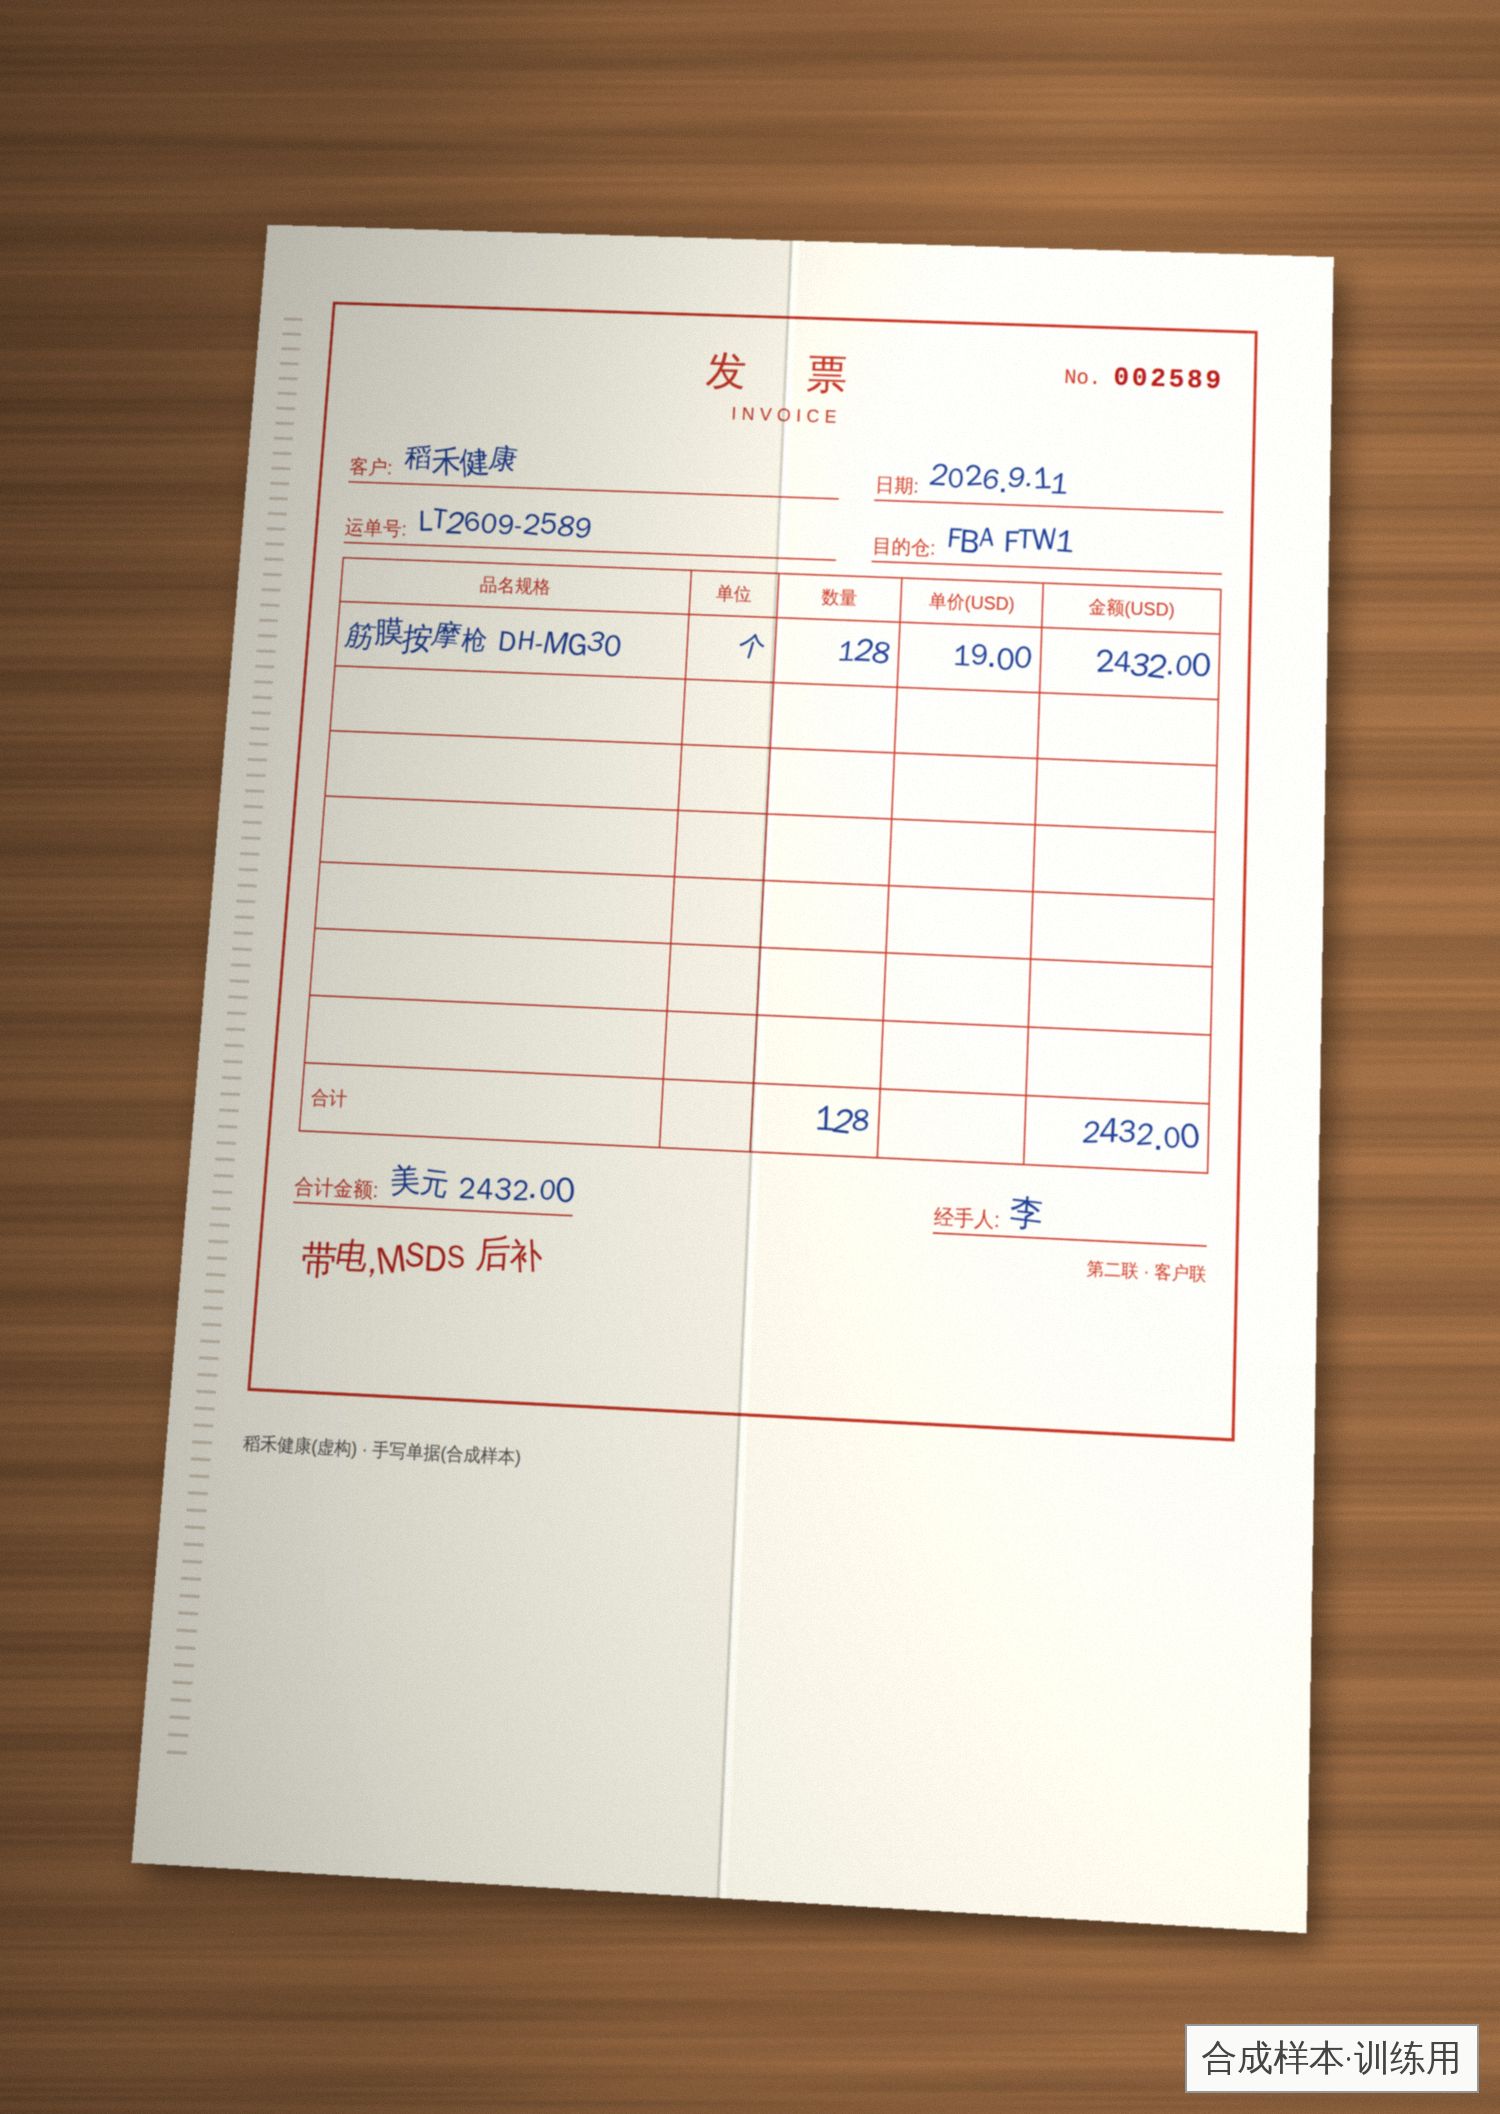 发 票
INVOICE
No. 002589
客户: 稻禾健康
日期: 2026.9.11
运单号: LT2609-2589
目的仓: FBA FTW1
品名规格 单位 数量 单价(USD) 金额(USD)
筋膜按摩枪 DH-MG30 个 128 19.00 2432.00
合计 128 2432.00
合计金额: 美元 2432.00
经手人: 李
带电,MSDS 后补
第二联 · 客户联
稻禾健康(虚构) · 手写单据(合成样本)
合成样本·训练用